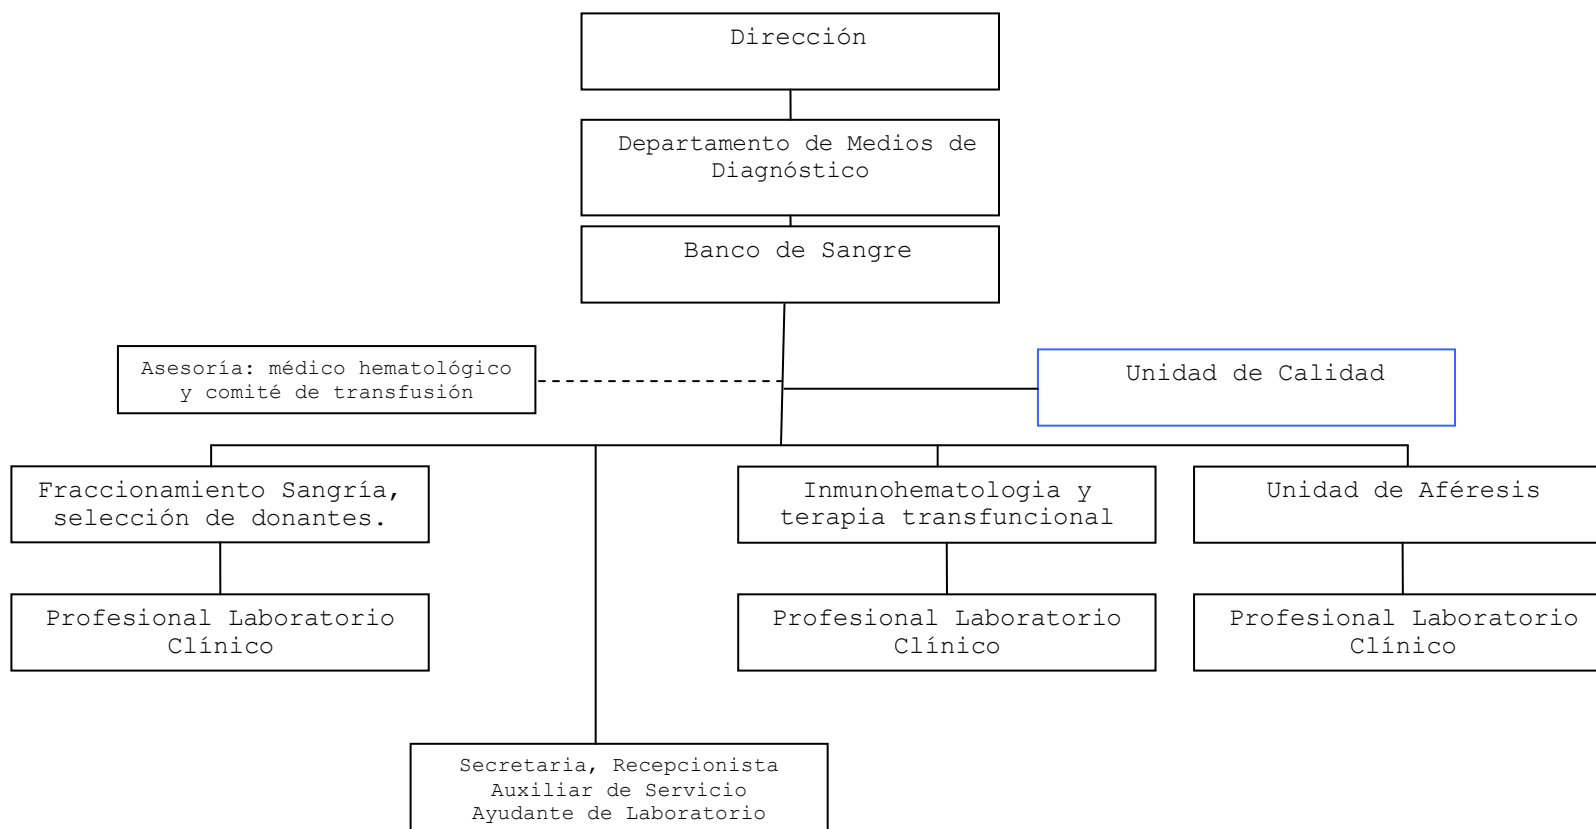 Dirección
Departamento de Medios de
Diagnóstico
Banco de Sangre
Asesoría: médico hematológico
y comité de transfusión
Unidad de Calidad
Fraccionamiento Sangría,
selección de donantes.
Inmunohematologia y
terapia transfuncional
Unidad de Aféresis
Profesional Laboratorio
Clínico
Profesional Laboratorio
Clínico
Profesional Laboratorio
Clínico
Secretaria, Recepcionista
Auxiliar de Servicio
Ayudante de Laboratorio